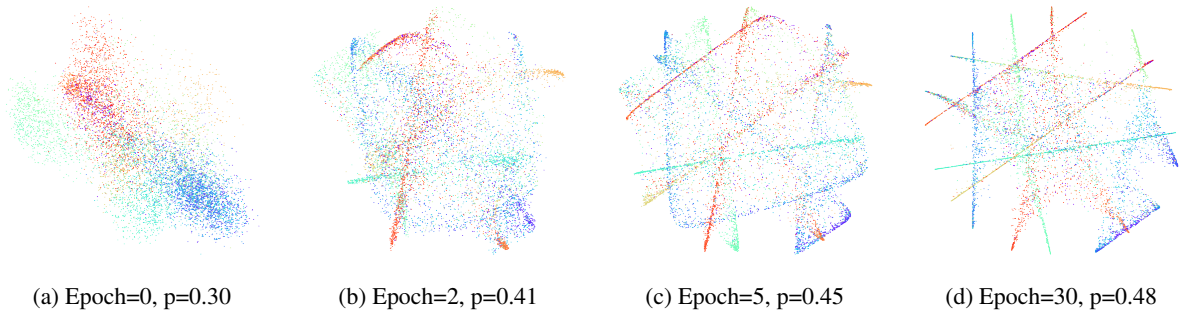 (a) Epoch=0, p=0.30
(b) Epoch=2, p=0.41
(c) Epoch=5, p=0.45
(d) Epoch=30, p=0.48